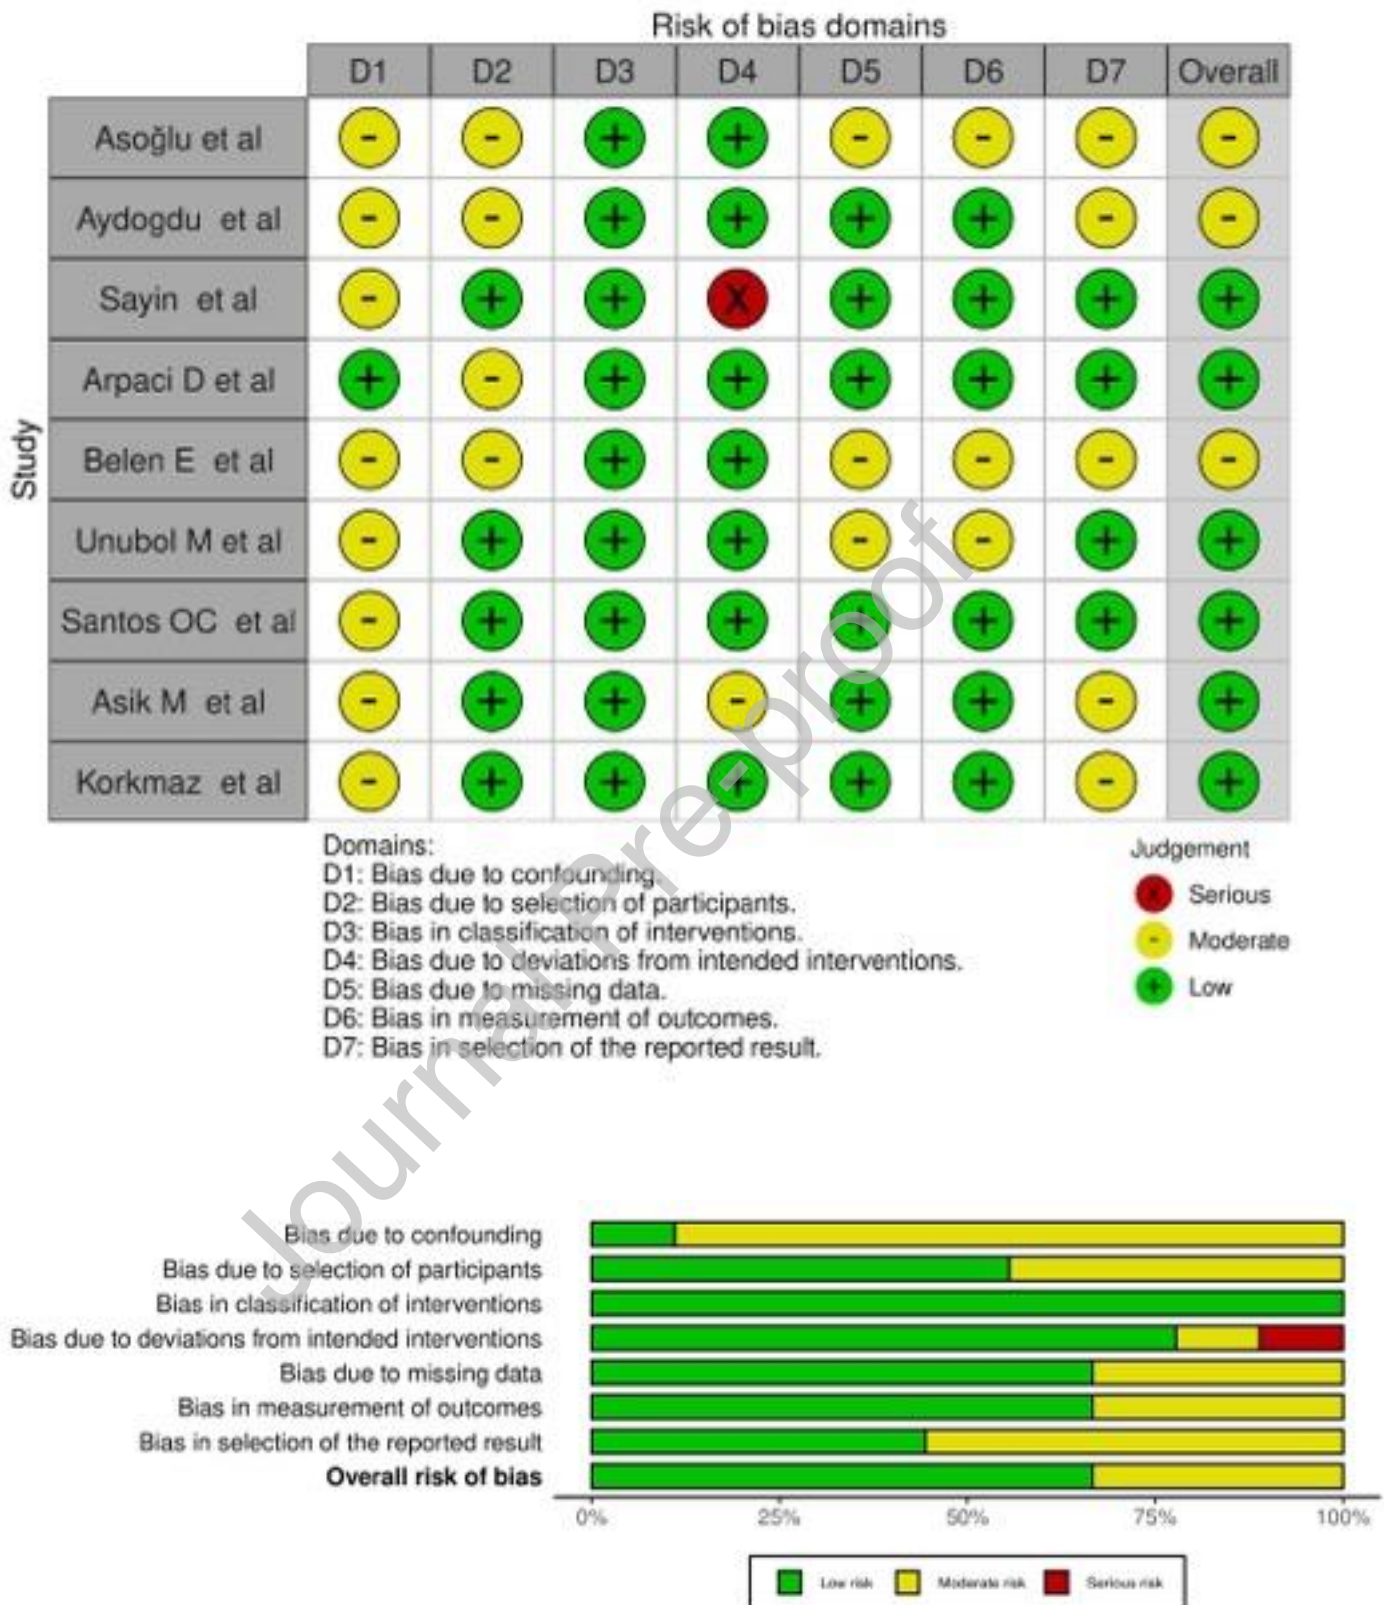 Risk of bias domains
D1 D2 D3 D4 D5 D6 D7 Overall
Study
Asoğlu et al - - + + - - - -
Aydogdu et al - - + + + + - -
Sayin et al - + + X + + + +
Arpaci D et al + - + + + + + +
Belen E et al - - + + - - - -
Unubol M et al - + + + - - + +
Santos OC et al - + + + + + + +
Asik M et al - + + - + + - +
Korkmaz et al - + + + + + - +
Domains:
D1: Bias due to confounding.
D2: Bias due to selection of participants.
D3: Bias in classification of interventions.
D4: Bias due to deviations from intended interventions.
D5: Bias due to missing data.
D6: Bias in measurement of outcomes.
D7: Bias in selection of the reported result.
Judgement
X Serious
- Moderate
+ Low
Journal Pre-proof
Bias due to confounding
Bias due to selection of participants
Bias in classification of interventions
Bias due to deviations from intended interventions
Bias due to missing data
Bias in measurement of outcomes
Bias in selection of the reported result
Overall risk of bias
0% 25% 50% 75% 100%
Low risk Moderate risk Serious risk